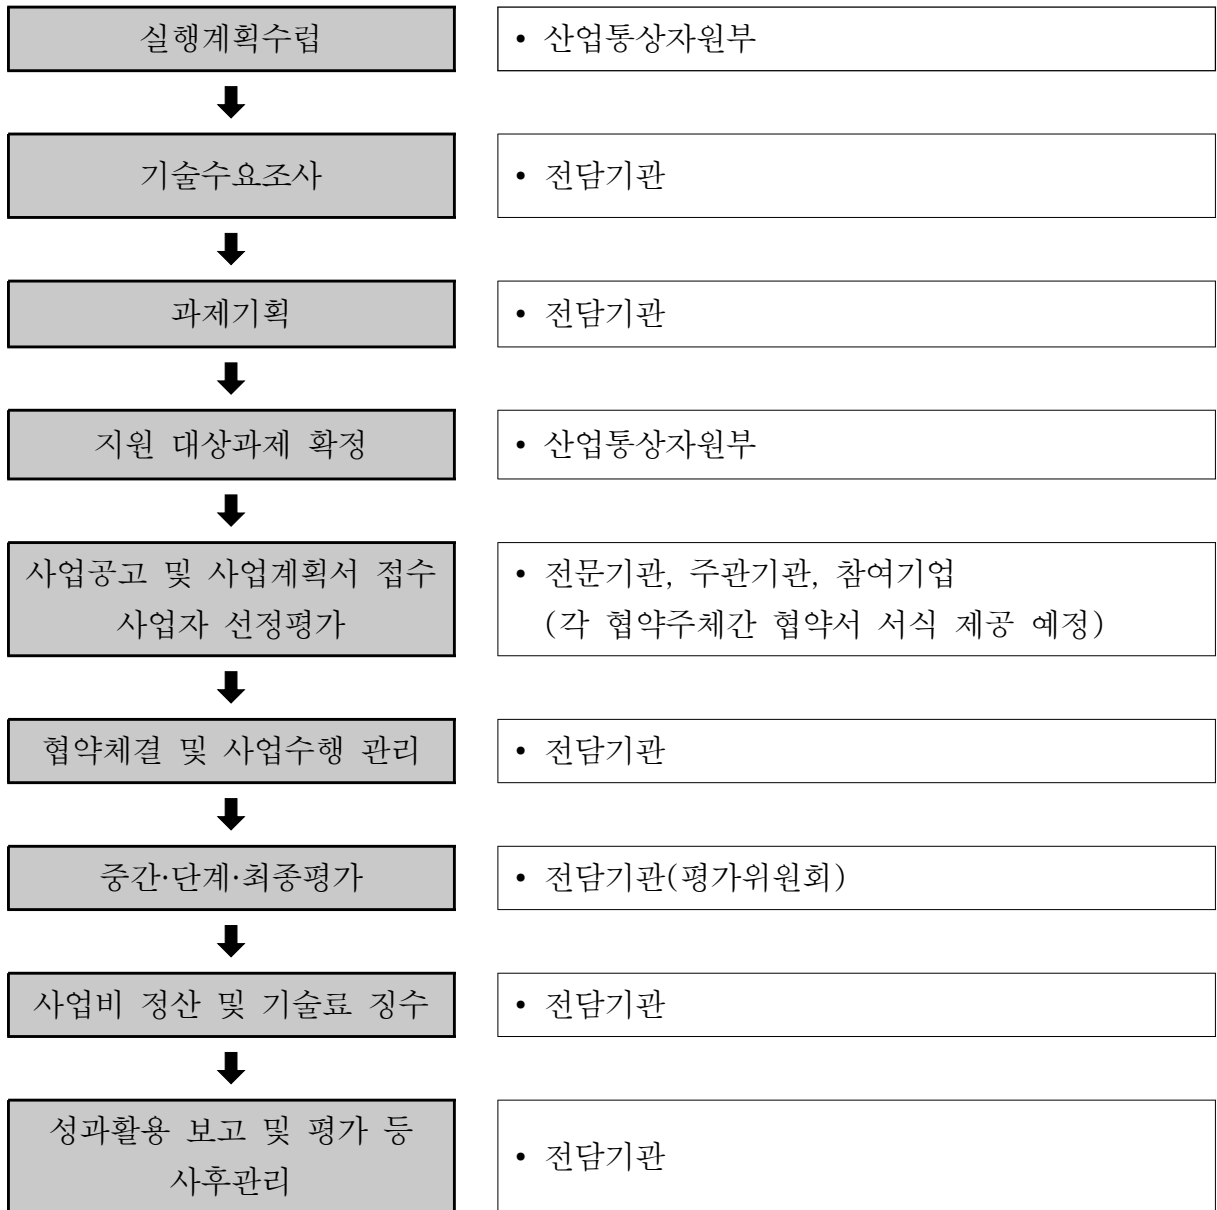 실행계획수립
• 산업통상자원부
기술수요조사
• 전담기관
과제기획
• 전담기관
지원 대상과제 확정
• 산업통상자원부
사업공고 및 사업계획서 접수
사업자 선정평가
• 전문기관, 주관기관, 참여기업
(각 협약주체간 협약서 서식 제공 예정)
협약체결 및 사업수행 관리
• 전담기관
중간·단계·최종평가
• 전담기관(평가위원회)
사업비 정산 및 기술료 징수
• 전담기관
성과활용 보고 및 평가 등
사후관리
• 전담기관